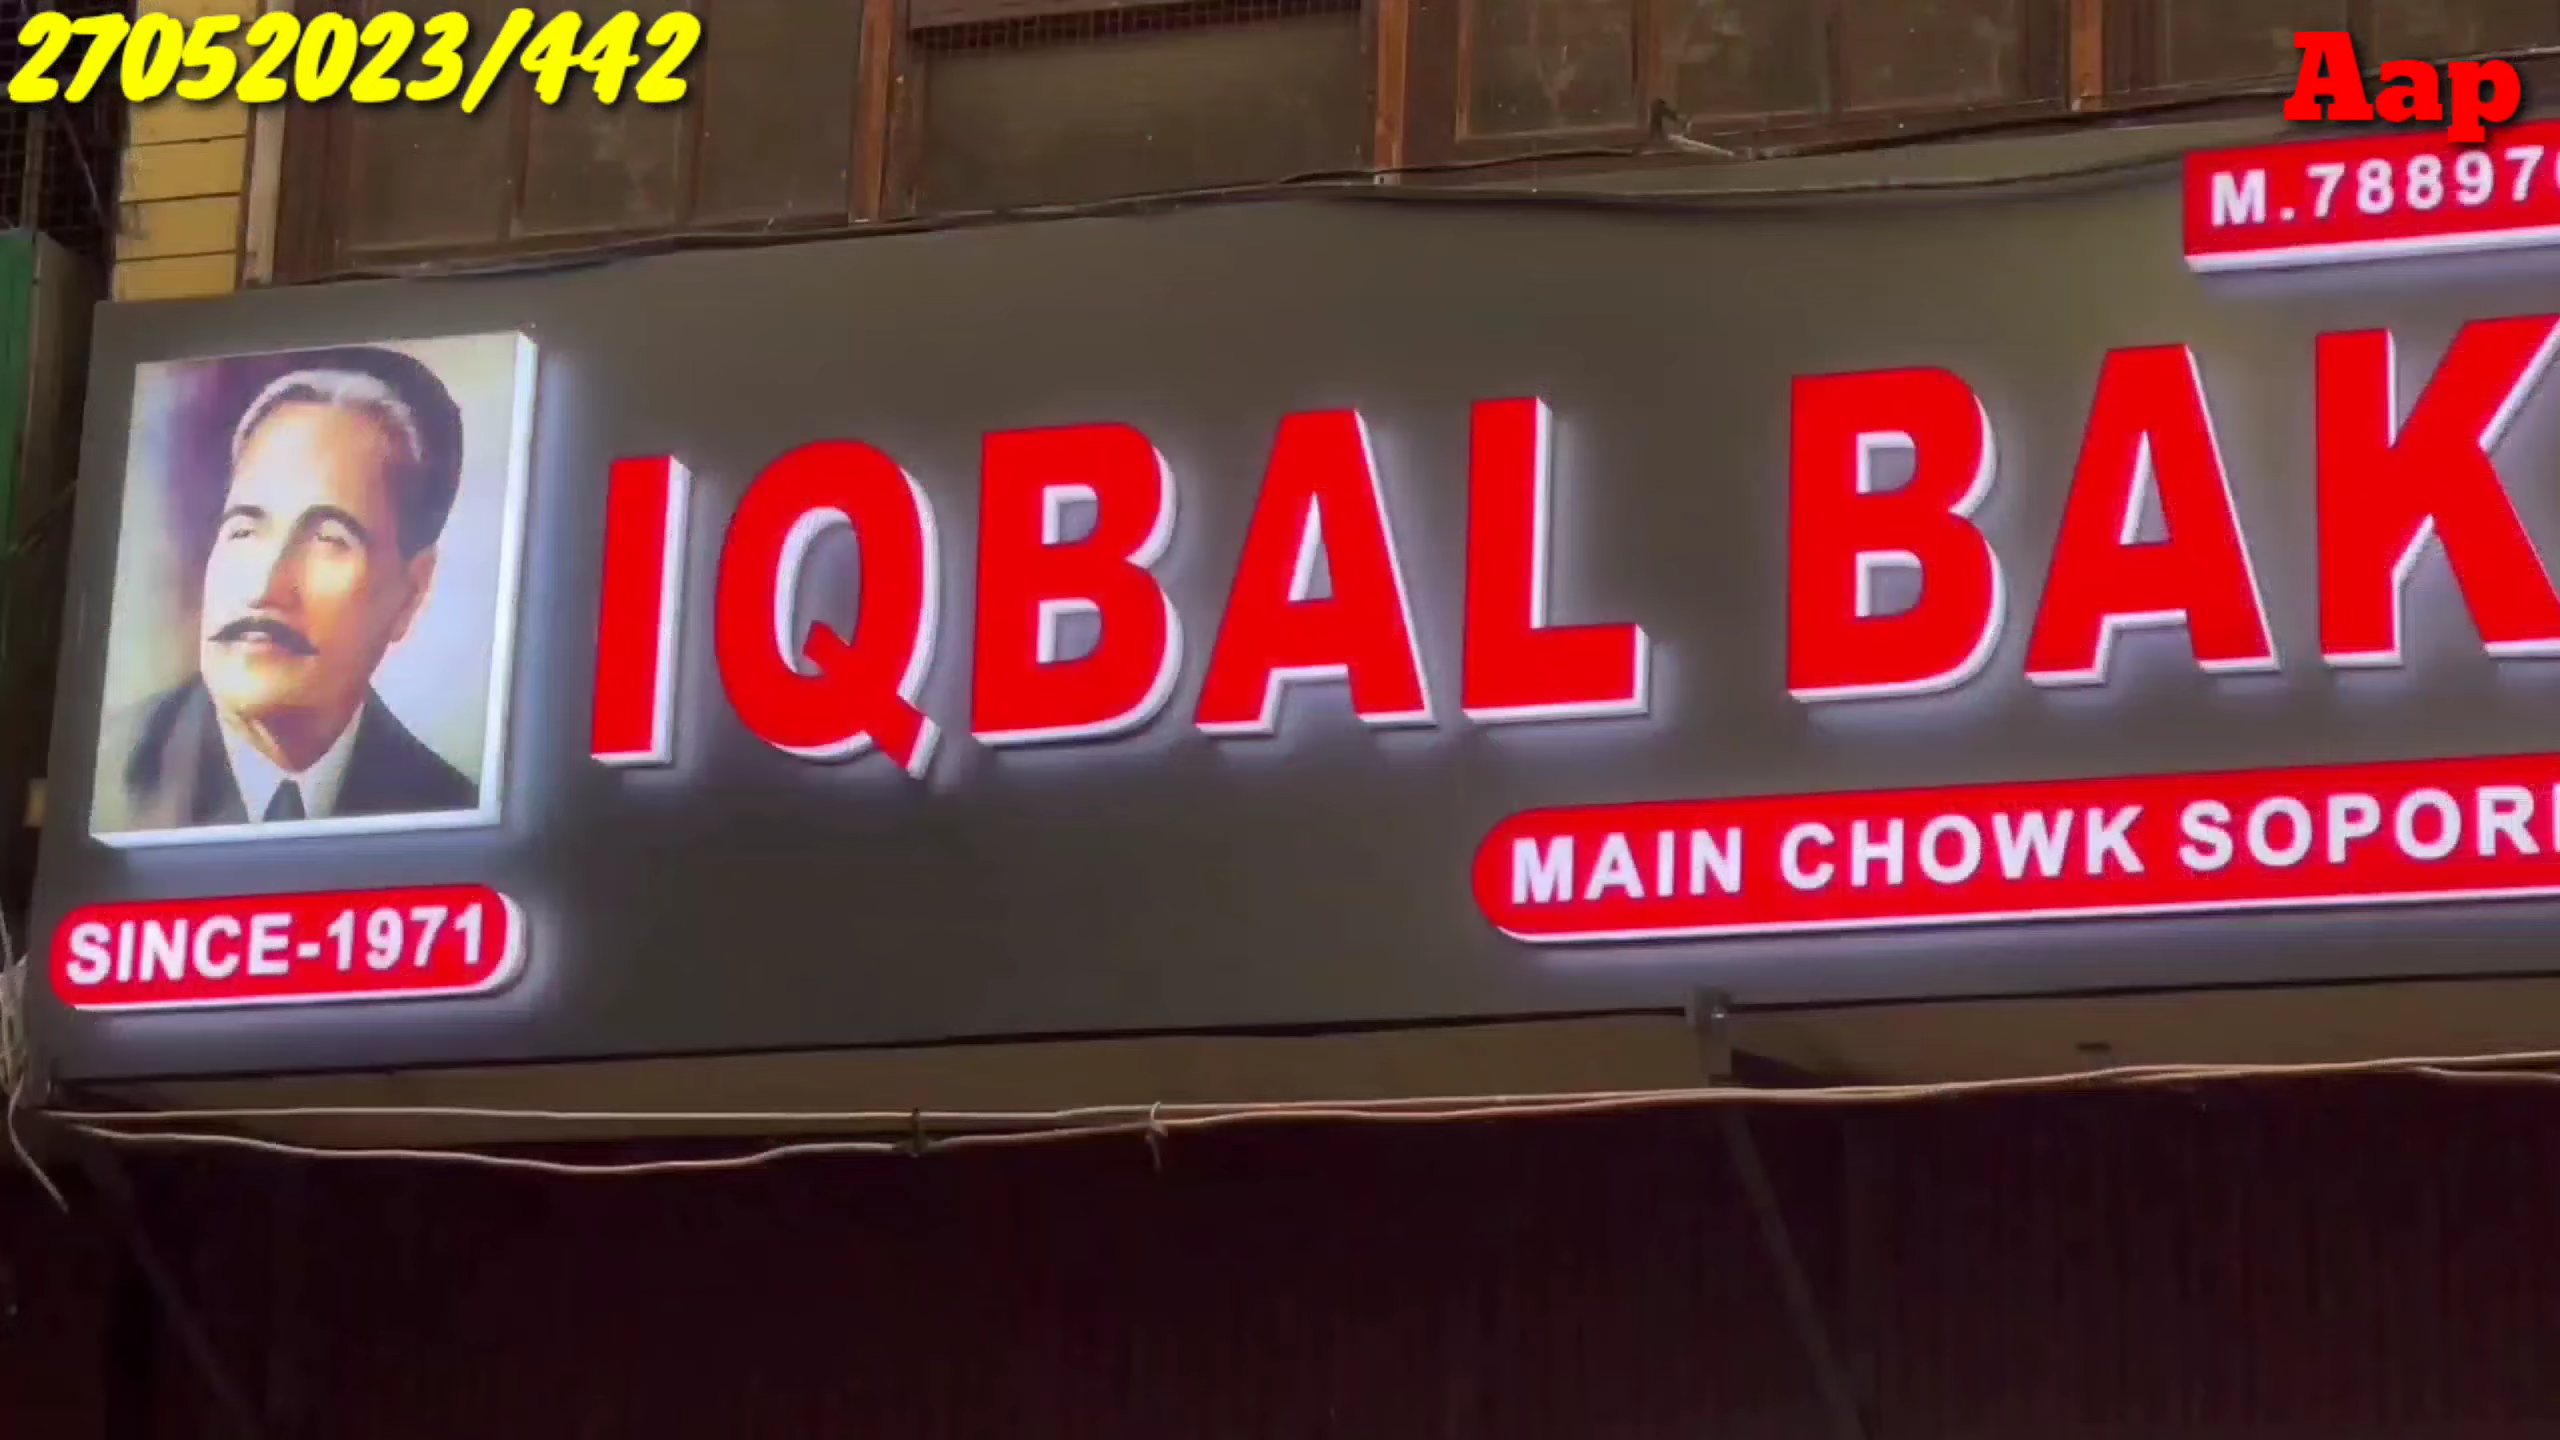 27052023/442
Aap
M.78897
IQBAL BAK
MAIN CHOWK SOPOR
SINCE-1971